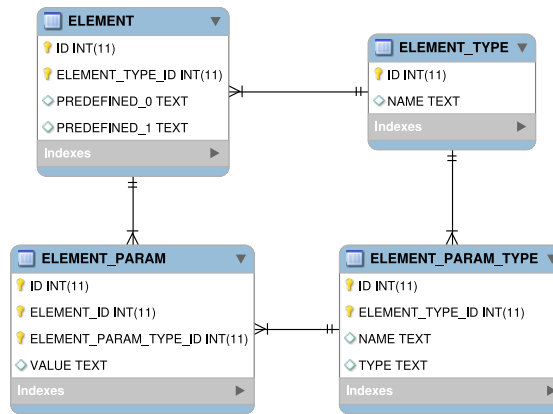 ELEMENT
ID INT(11)
ELEMENT_TYPE_ID INT(11)
PREDEFINED_0 TEXT
PREDEFINED_1 TEXT
Indexes
ELEMENT_TYPE
ID INT(11)
NAME TEXT
Indexes
ELEMENT_PARAM
ID INT(11)
ELEMENT_ID INT(11)
ELEMENT_PARAM_TYPE_ID INT(11)
VALUE TEXT
Indexes
ELEMENT_PARAM_TYPE
ID INT(11)
ELEMENT_TYPE_ID INT(11)
NAME TEXT
TYPE TEXT
Indexes